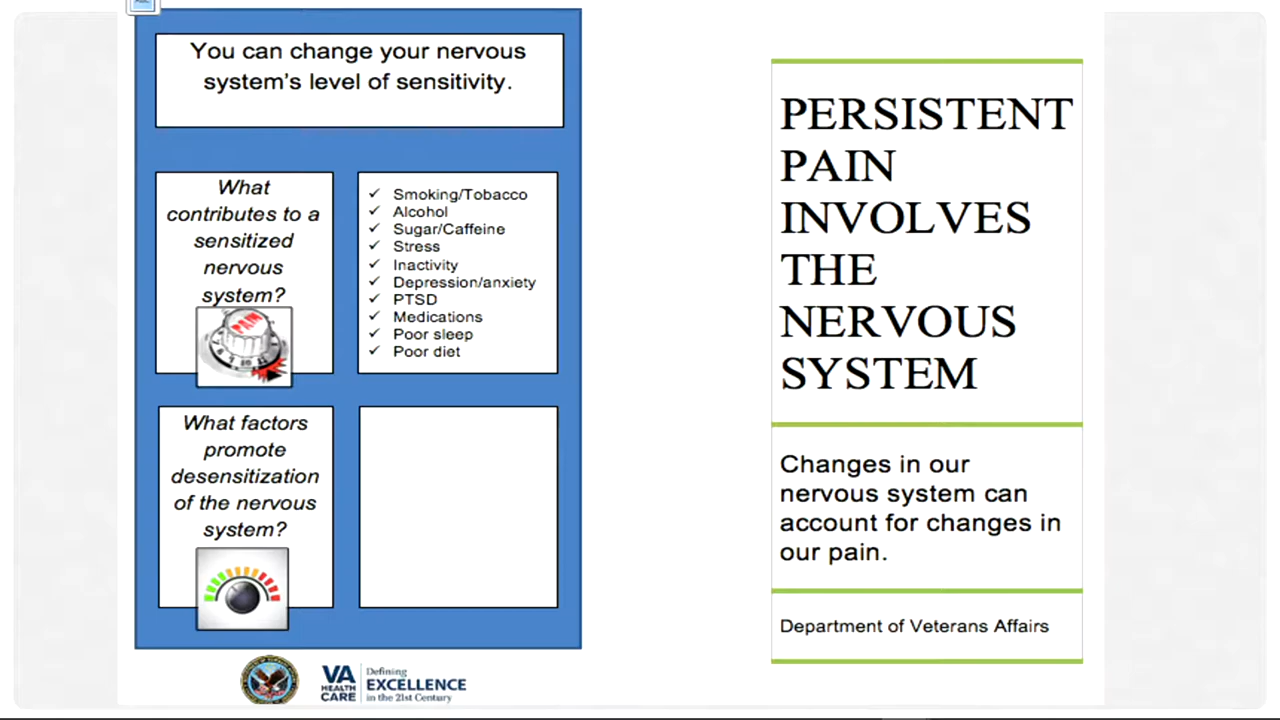 You can change your nervous
system's level of sensitivity.
What
contributes to a
sensitized
nervous
system?
PAIN
✓ Smoking/Tobacco
✓ Alcohol
✓ Sugar/Caffeine
✓ Stress
✓ Inactivity
✓ Depression/anxiety
✓ PTSD
✓ Medications
✓ Poor sleep
✓ Poor diet
What factors
promote
desensitization
of the nervous
system?
VA
HEALTH
CARE
Defining
EXCELLENCE
in the 21st Century
PERSISTENT
PAIN
INVOLVES
THE
NERVOUS
SYSTEM
Changes in our
nervous system can
account for changes in
our pain.
Department of Veterans Affairs